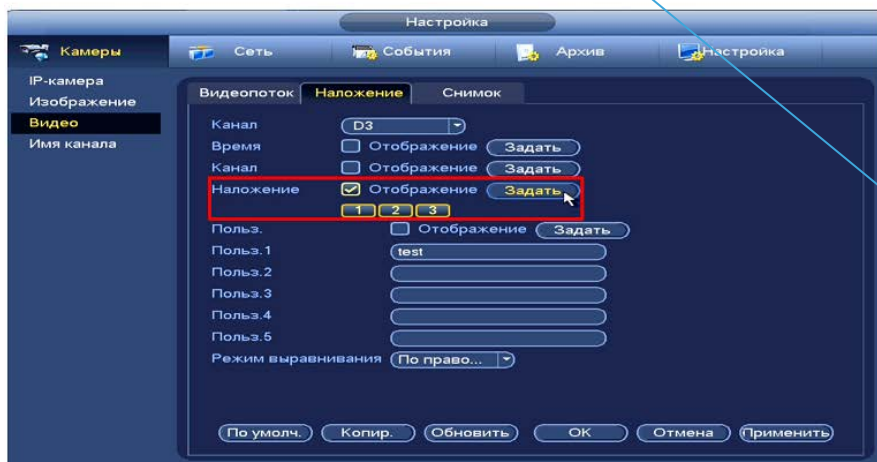 Настройка
Камеры Сеть События Архив Настройка
IP-камера
Изображение
Видео
Имя канала
Видеопоток Наложение Снимок
Канал D3
Время Отображение Задать
Канал Отображение Задать
Наложение Отображение Задать
1 2 3
Польз. Отображение Задать
Польз.1 test
Польз.2
Польз.3
Польз.4
Польз.5
Режим выравнивания По право...
По умолч. Копир. Обновить OK Отмена Применить